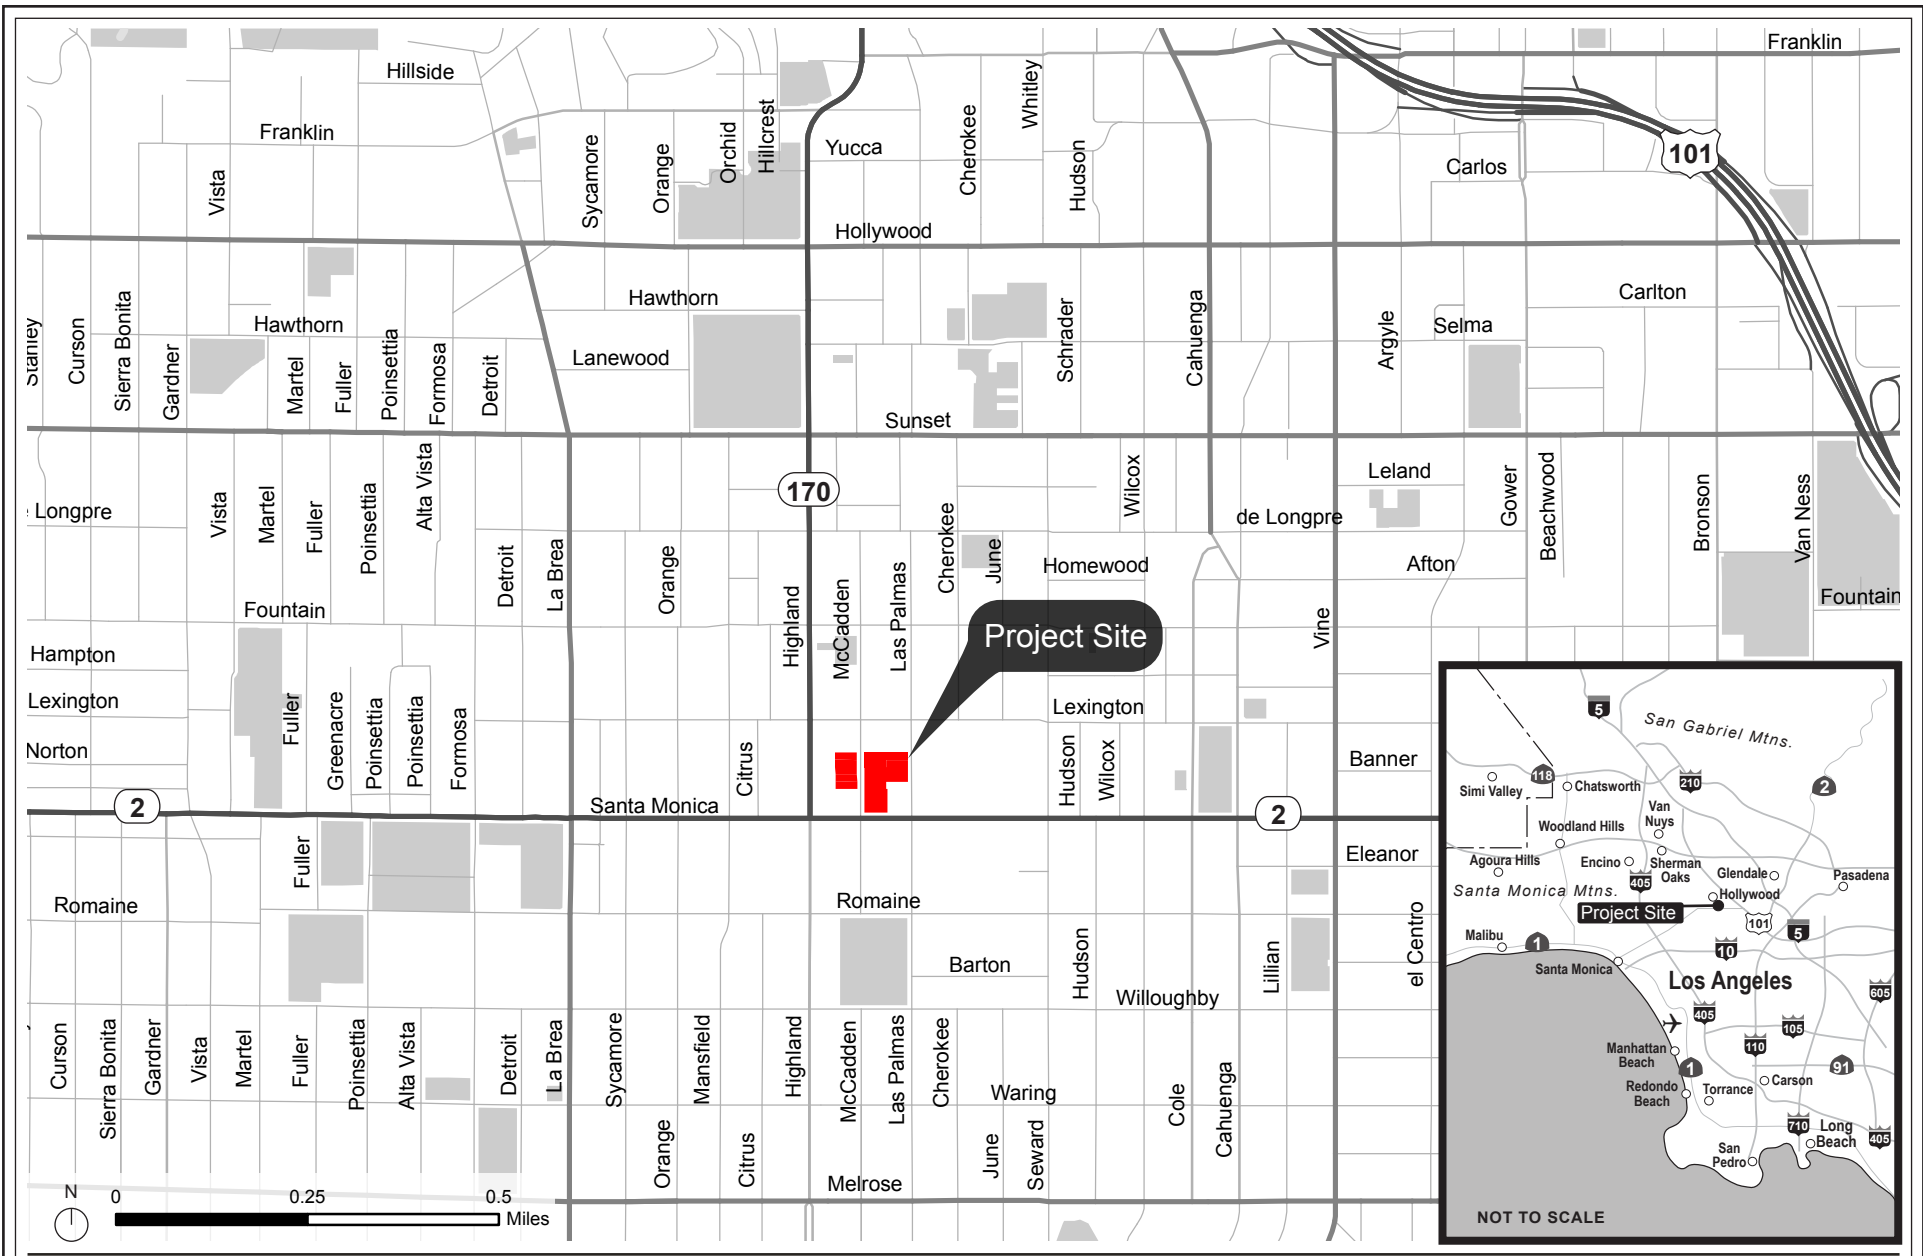 Franklin
Hillside
Whitley
Hillcrest
Cherokee
Orchid
Franklin
Sycamore
Orange
Yucca
Hudson
Carlos
101
Vista
Hollywood
Stanley
Curson
Sierra Bonita
Gardner
Hawthorn
Martel
Fuller
Poinsettia
Formosa
Detroit
Hawthorn
Lanewood
Schrader
Cahuenga
Argyle
Selma
Carlton
Sunset
Longpre
Vista
Martel
Fuller
Poinsettia
Alta Vista
Detroit
La Brea
Orange
170
Highland
McCadden
Las Palmas
Cherokee
June
Wilcox
Homewood
de Longpre
Leland
Afton
Gower
Beachwood
Bronson
Van Ness
Fountain
Fountain
Vine
Project Site
Hampton
Lexington
Norton
Fuller
Greenacre
Poinsettia
Poinsettia
Formosa
Citrus
Lexington
Hudson
Wilcox
Banner
2
Santa Monica
2
Fuller
Eleanor
Romaine
Romaine
Barton
Hudson
Willoughby
Lillian
el Centro
Curson
Sierra Bonita
Gardner
Vista
Martel
Fuller
Poinsettia
Alta Vista
Detroit
La Brea
Sycamore
Mansfield
Highland
McCadden
Las Palmas
Cherokee
Waring
Cole
Cahuenga
Orange
Citrus
June
Seward
Melrose
N
0 0.25 0.5
Miles
5
San Gabriel Mtns.
118
Simi Valley
Chatsworth
210
2
Van
Nuys
Woodland Hills
Agoura Hills
Encino
Sherman
Oaks
405
Glendale
Pasadena
Santa Monica Mtns.
Hollywood
Project Site
101
5
Malibu
1
10
Santa Monica
Los Angeles
605
405
105
110
Manhattan
Beach
1
91
Redondo
Beach
Torrance
Carson
710
Long
Beach
405
San
Pedro
NOT TO SCALE